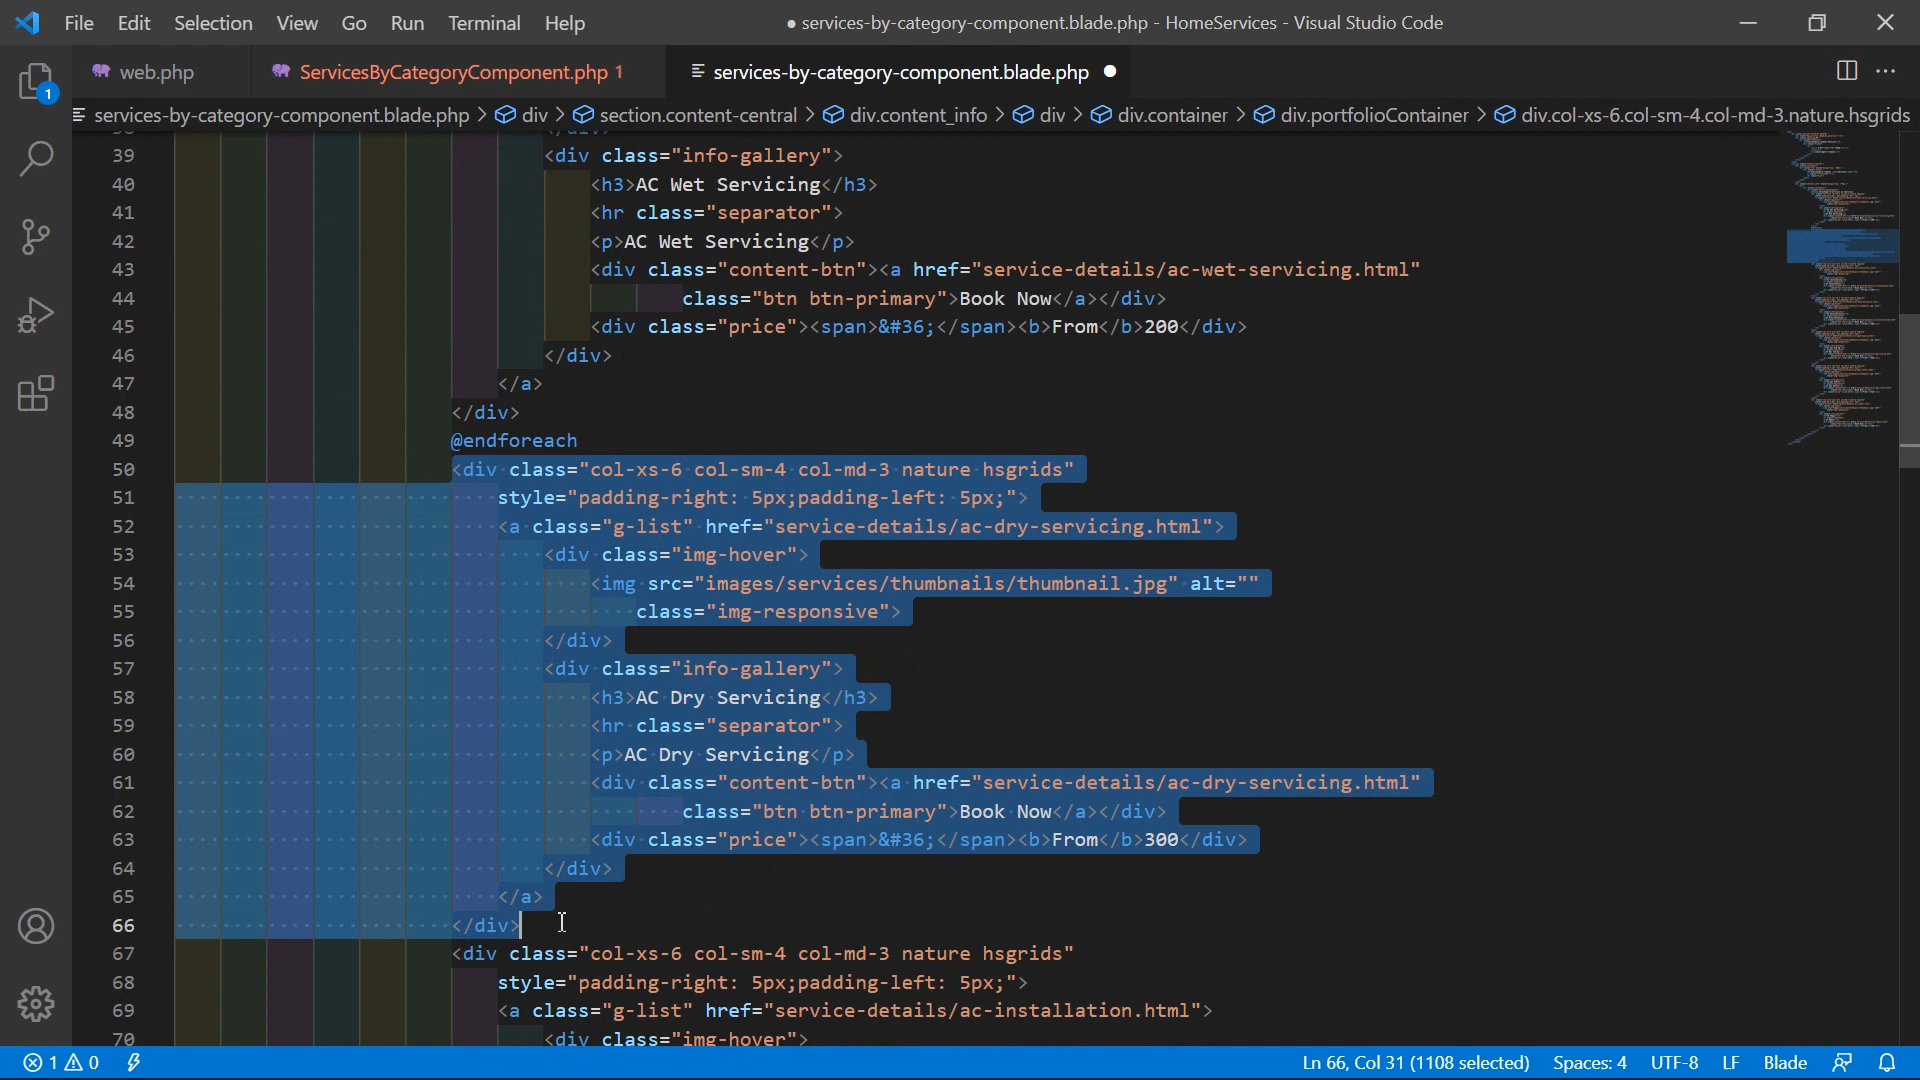 File Edit Selection View Go Run Terminal Help
● services-by-category-component.blade.php - HomeServices - Visual Studio Code
web.php
ServicesByCategoryComponent.php 1
services-by-category-component.blade.php ●
services-by-category-component.blade.php > div > section.content-central > div.content_info > div > div.container > div.portfolioContainer > div.col-xs-6.col-sm-4.col-md-3.nature.hsgrids
1
39 <div class="info-gallery">
40 <h3>AC Wet Servicing</h3>
41 <hr class="separator">
42 <p>AC Wet Servicing</p>
43 <div class="content-btn"><a href="service-details/ac-wet-servicing.html"
44 class="btn btn-primary">Book Now</a></div>
45 <div class="price"><span>&#36;</span><b>From</b>200</div>
46 </div>
47 </a>
48 </div>
49 @endforeach
50 <div class="col-xs-6 col-sm-4 col-md-3 nature hsgrids"
51 style="padding-right: 5px;padding-left: 5px;">
52 <a class="g-list" href="service-details/ac-dry-servicing.html">
53 <div class="img-hover">
54 <img src="images/services/thumbnails/thumbnail.jpg" alt=""
55 class="img-responsive">
56 </div>
57 <div class="info-gallery">
58 <h3>AC Dry Servicing</h3>
59 <hr class="separator">
60 <p>AC Dry Servicing</p>
61 <div class="content-btn"><a href="service-details/ac-dry-servicing.html"
62 class="btn btn-primary">Book Now</a></div>
63 <div class="price"><span>&#36;</span><b>From</b>300</div>
64 </div>
65 </a>
66 </div>
67 <div class="col-xs-6 col-sm-4 col-md-3 nature hsgrids"
68 style="padding-right: 5px;padding-left: 5px;">
69 <a class="g-list" href="service-details/ac-installation.html">
70 <div class="img-hover">
1 0
Ln 66, Col 31 (1108 selected) Spaces: 4 UTF-8 LF Blade